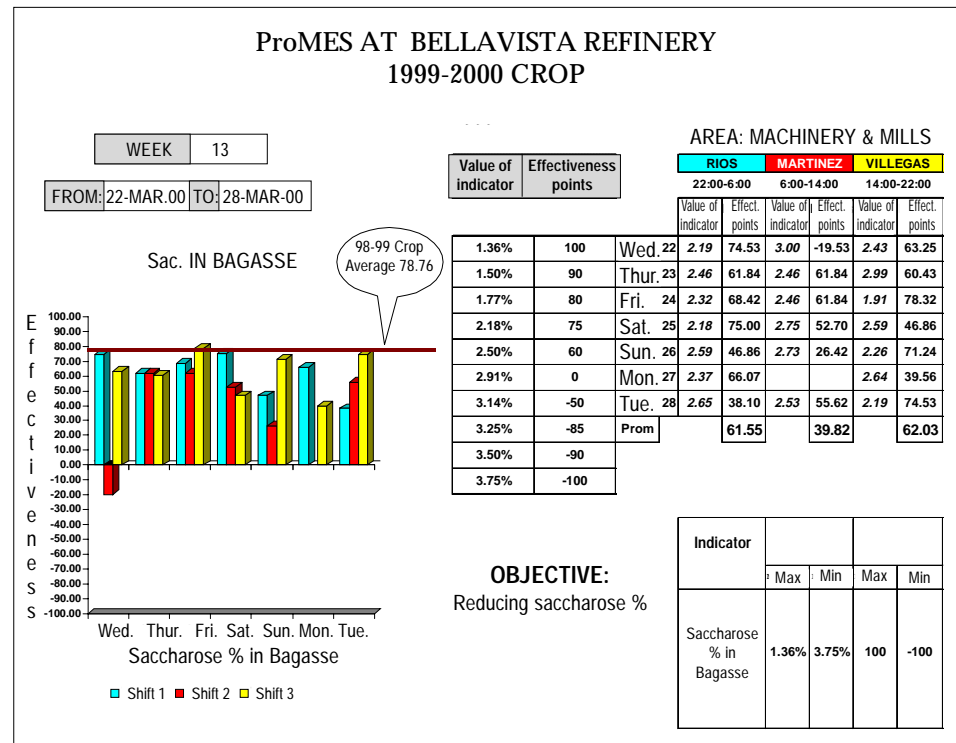 ProMES AT BELLAVISTA REFINERY
1999-2000 CROP
WEEK 13
FROM: 22-MAR.00 TO: 28-MAR-00
Sac. IN BAGASSE
98-99 Crop
Average 78.76
Effectiveness
100.00
90.00
80.00
70.00
60.00
50.00
40.00
30.00
20.00
10.00
0.00
-10.00
-20.00
-30.00
-40.00
-50.00
-60.00
-70.00
-80.00
-90.00
-100.00
Wed. Thur. Fri. Sat. Sun. Mon. Tue.
Saccharose % in Bagasse
Shift 1 Shift 2 Shift 3
AREA: MACHINERY & MILLS
Value of indicator Effectiveness points
1.36% 100
1.50% 90
1.77% 80
2.18% 75
2.50% 60
2.91% 0
3.14% -50
3.25% -85
3.50% -90
3.75% -100
RIOS MARTINEZ VILLEGAS
22:00-6:00 6:00-14:00 14:00-22:00
Value of indicator Effect. points Value of indicator Effect. points Value of indicator Effect. points
Wed. 22 2.19 74.53 3.00 -19.53 2.43 63.25
Thur. 23 2.46 61.84 2.46 61.84 2.99 60.43
Fri. 24 2.32 68.42 2.46 61.84 1.91 78.32
Sat. 25 2.18 75.00 2.75 52.70 2.59 46.86
Sun. 26 2.59 46.86 2.73 26.42 2.26 71.24
Mon. 27 2.37 66.07 2.64 39.56
Tue. 28 2.65 38.10 2.53 55.62 2.19 74.53
Prom 61.55 39.82 62.03
OBJECTIVE:
Reducing saccharose %
Indicator
Max Min Max Min
Saccharose
% in
Bagasse
1.36% 3.75% 100 -100